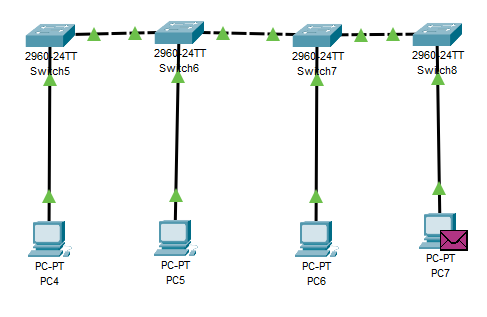 2960-24TT
Switch5
2960-24TT
Switch6
2960-24TT
Switch7
2960-24TT
Switch8
PC-PT
PC4
PC-PT
PC5
PC-PT
PC6
PC-PT
PC7